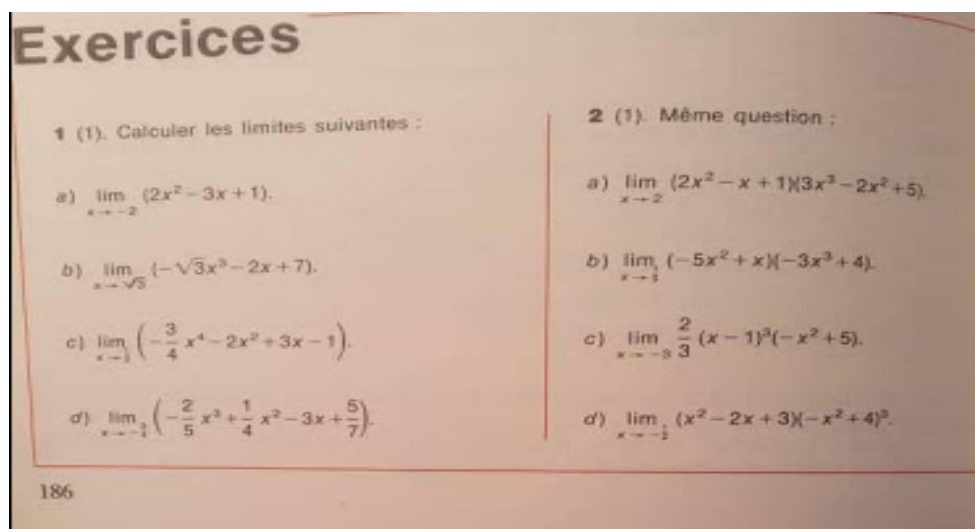 Exercices
1 (1). Calculer les limites suivantes :
a) lim (2x² − 3x + 1).
x → −2
b) lim (−√3x³ − 2x + 7).
x → √3
c) lim (−3/4 x⁴ − 2x² + 3x − 1).
d) lim (−2/5 x³ + 1/4 x² − 3x + 5/7).
2 (1). Même question :
a) lim (2x² − x + 1)(3x³ − 2x² + 5).
x → 2
b) lim (−5x² + x)(−3x³ + 4).
c) lim 2/3 (x − 1)³(−x² + 5).
x → −3
d) lim (x² − 2x + 3)(−x² + 4)³.
186